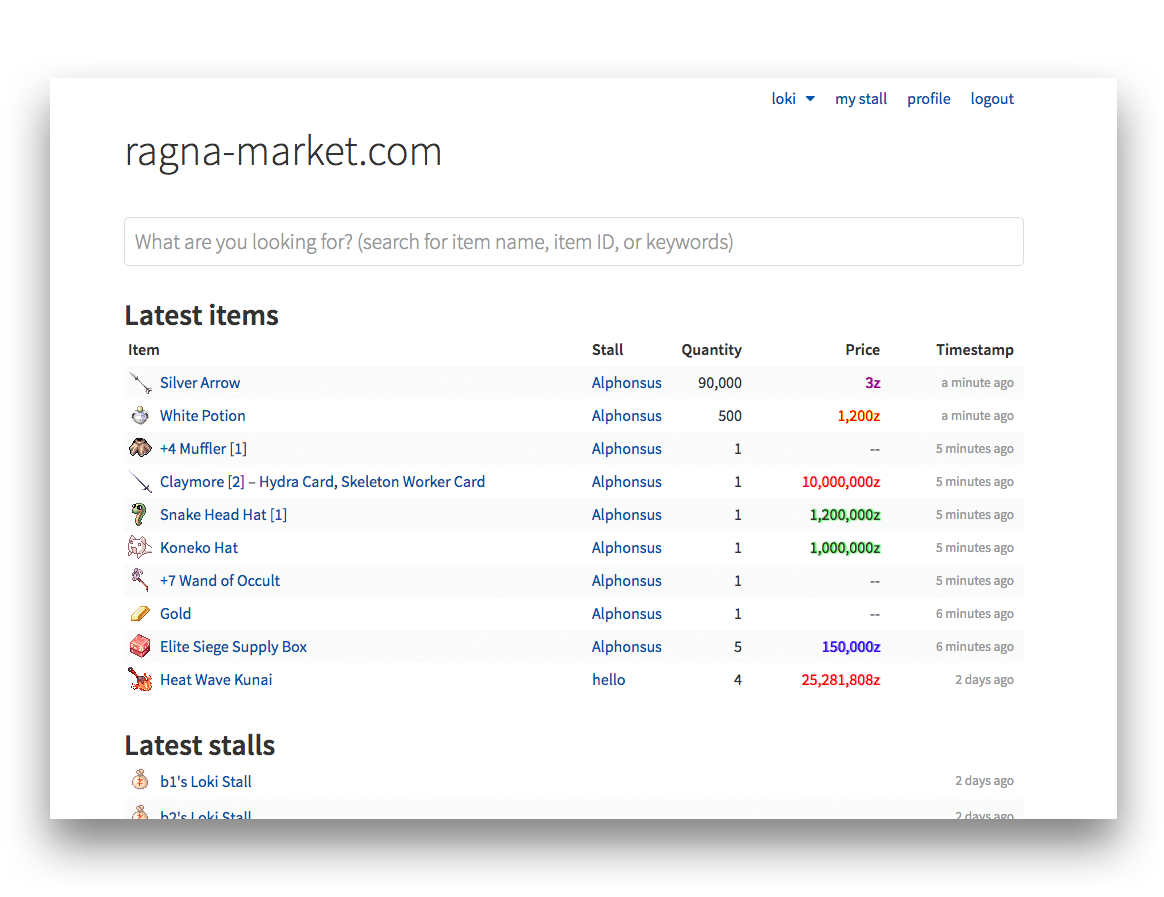 loki my stall profile logout
ragna-market.com
What are you looking for? (search for item name, item ID, or keywords)
Latest items
Item Stall Quantity Price Timestamp
Silver Arrow Alphonsus 90,000 3z a minute ago
White Potion Alphonsus 500 1,200z a minute ago
+4 Muffler [1] Alphonsus 1 -- 5 minutes ago
Claymore [2] – Hydra Card, Skeleton Worker Card Alphonsus 1 10,000,000z 5 minutes ago
Snake Head Hat [1] Alphonsus 1 1,200,000z 5 minutes ago
Koneko Hat Alphonsus 1 1,000,000z 5 minutes ago
+7 Wand of Occult Alphonsus 1 -- 5 minutes ago
Gold Alphonsus 1 -- 6 minutes ago
Elite Siege Supply Box Alphonsus 5 150,000z 6 minutes ago
Heat Wave Kunai hello 4 25,281,808z 2 days ago
Latest stalls
b1's Loki Stall 2 days ago
b2's Loki Stall 2 days ago